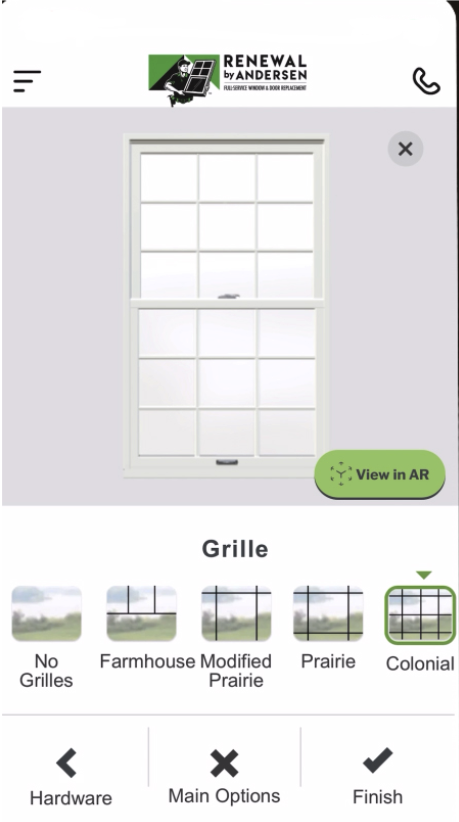 RENEWAL
by ANDERSEN
FULL-SERVICE WINDOW & DOOR REPLACEMENT
View in AR
Grille
No Grilles
Farmhouse
Modified Prairie
Prairie
Colonial
Hardware
Main Options
Finish